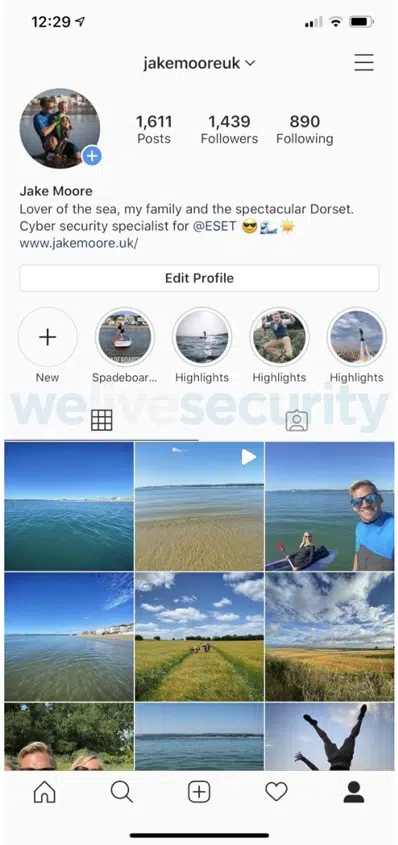 12:29
jakemooreuk
1,611 1,439 890
Posts Followers Following
Jake Moore
Lover of the sea, my family and the spectacular Dorset.
Cyber security specialist for @ESET 😎🌊☀️
www.jakemoore.uk/
Edit Profile
New Spadeboar... Highlights Highlights Highlights
welivesecurity